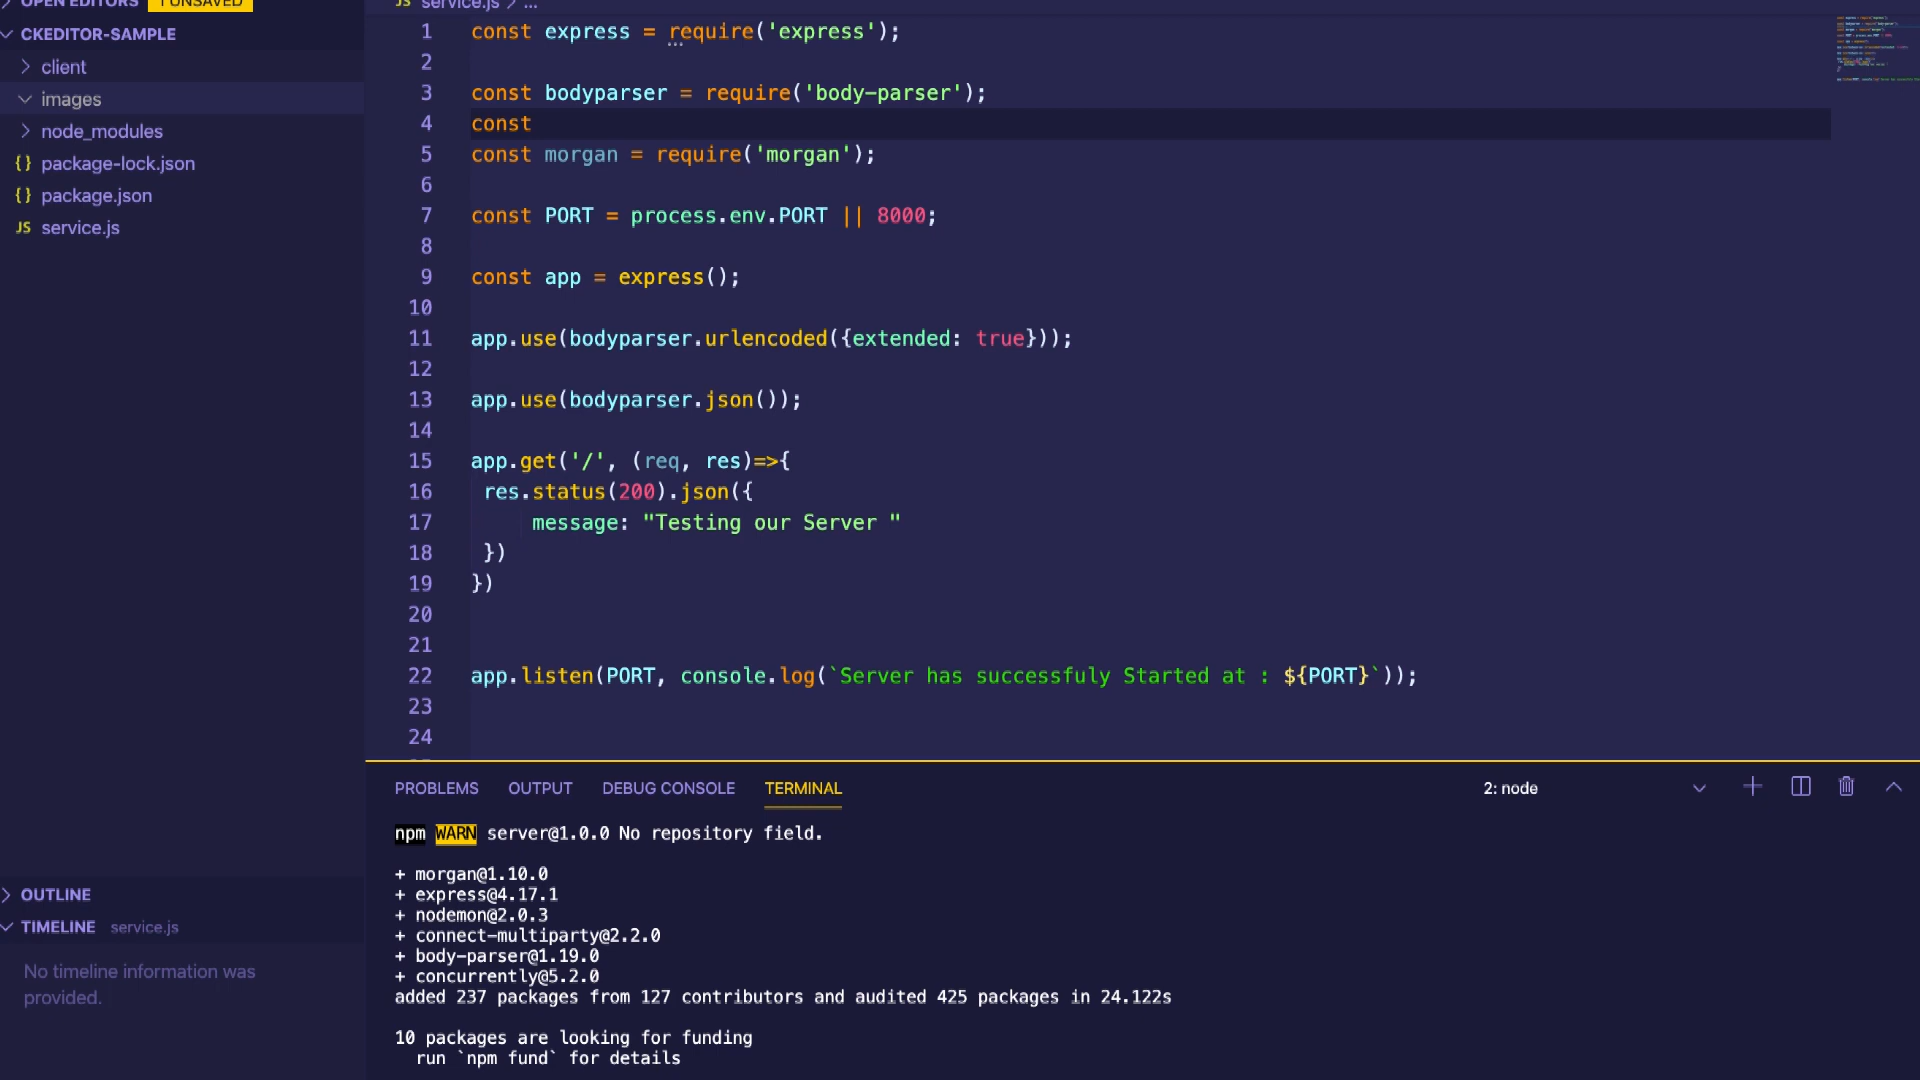 OPEN EDITORS 1 UNSAVED
CKEDITOR-SAMPLE
client
images
node_modules
{} package-lock.json
{} package.json
JS service.js
OUTLINE
TIMELINE service.js
No timeline information was
provided.
JS service.js > ...
1 const express = require('express');
2
3 const bodyparser = require('body-parser');
4 const
5 const morgan = require('morgan');
6
7 const PORT = process.env.PORT || 8000;
8
9 const app = express();
10
11 app.use(bodyparser.urlencoded({extended: true}));
12
13 app.use(bodyparser.json());
14
15 app.get('/', (req, res)=>{
16 res.status(200).json({
17 message: "Testing our Server "
18 })
19 })
20
21
22 app.listen(PORT, console.log(`Server has successfuly Started at : ${PORT}`));
23
24
PROBLEMS OUTPUT DEBUG CONSOLE TERMINAL 2: node
npm WARN server@1.0.0 No repository field.
+ morgan@1.10.0
+ express@4.17.1
+ nodemon@2.0.3
+ connect-multiparty@2.2.0
+ body-parser@1.19.0
+ concurrently@5.2.0
added 237 packages from 127 contributors and audited 425 packages in 24.122s
10 packages are looking for funding
run `npm fund` for details